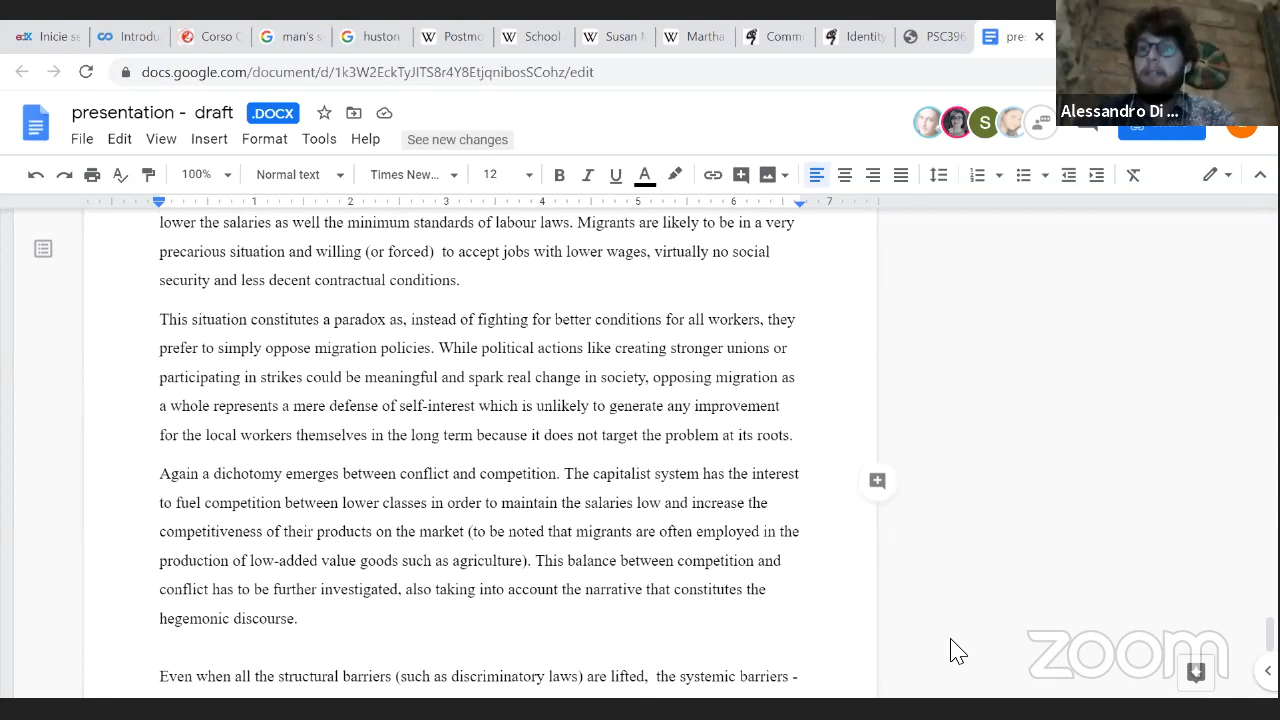 Inicie se
Introdu
Corso C
man's s
huston
Postmo
School
Susan M
Martha
Commo
Identity
PSC396
pre
docs.google.com/document/d/1k3W2EckTyJITS8r4Y8EtjqnibosSCohz/edit
Alessandro Di ...
presentation - draft .DOCX
S
File Edit View Insert Format Tools Help See new changes
100% Normal text Times New... 12
1 2 3 4 5 6 7
lower the salaries as well the minimum standards of labour laws. Migrants are likely to be in a very
precarious situation and willing (or forced)  to accept jobs with lower wages, virtually no social
security and less decent contractual conditions.
This situation constitutes a paradox as, instead of fighting for better conditions for all workers, they
prefer to simply oppose migration policies. While political actions like creating stronger unions or
participating in strikes could be meaningful and spark real change in society, opposing migration as
a whole represents a mere defense of self-interest which is unlikely to generate any improvement
for the local workers themselves in the long term because it does not target the problem at its roots.
Again a dichotomy emerges between conflict and competition. The capitalist system has the interest
to fuel competition between lower classes in order to maintain the salaries low and increase the
competitiveness of their products on the market (to be noted that migrants are often employed in the
production of low-added value goods such as agriculture). This balance between competition and
conflict has to be further investigated, also taking into account the narrative that constitutes the
hegemonic discourse.
Even when all the structural barriers (such as discriminatory laws) are lifted,  the systemic barriers -
zoom